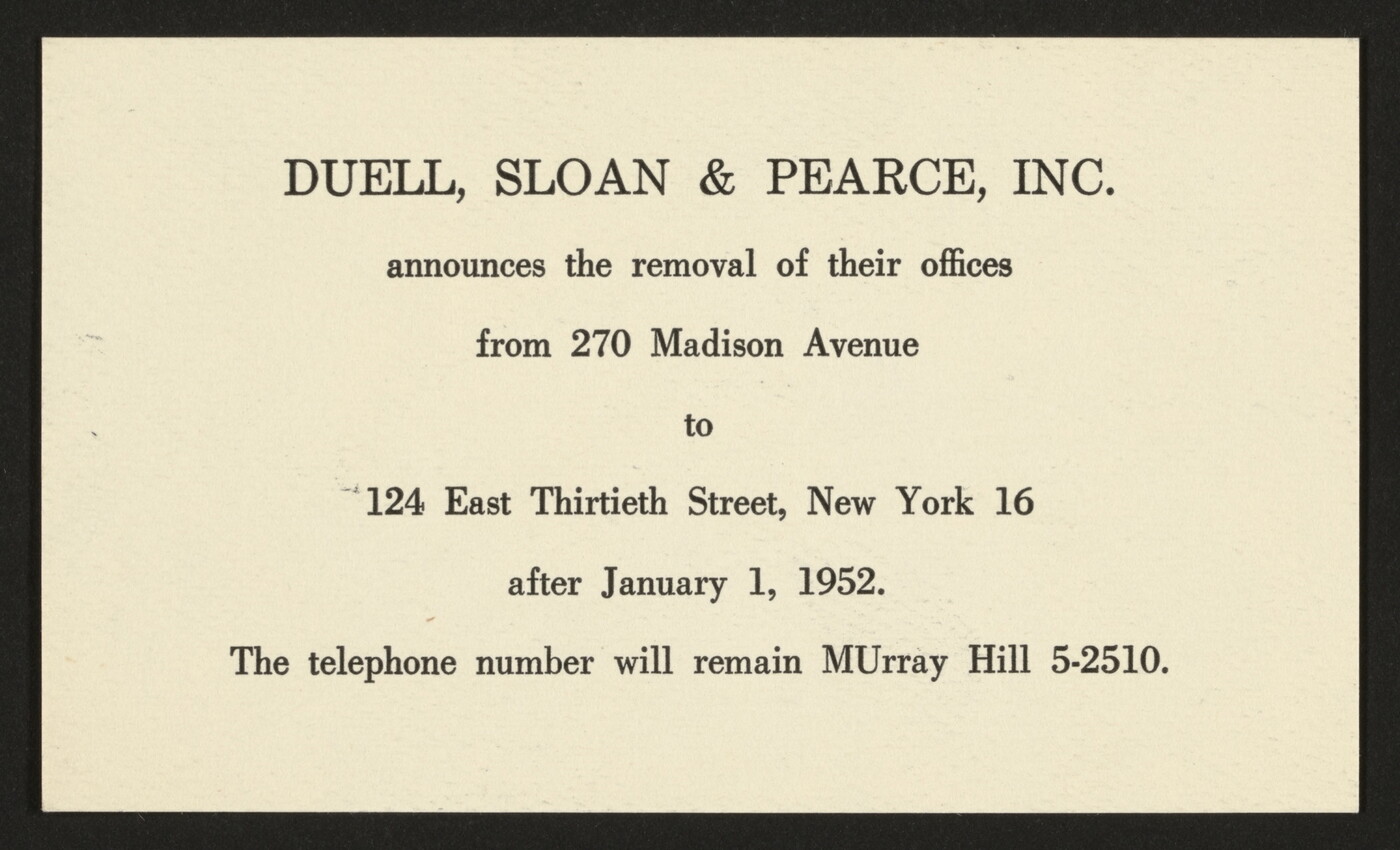 DUELL, SLOAN & PEARCE, INC.
announces the removal of their offices
from 270 Madison Avenue
to
124 East Thirtieth Street, New York 16
after January 1, 1952.
The telephone number will remain MUrray Hill 5-2510.